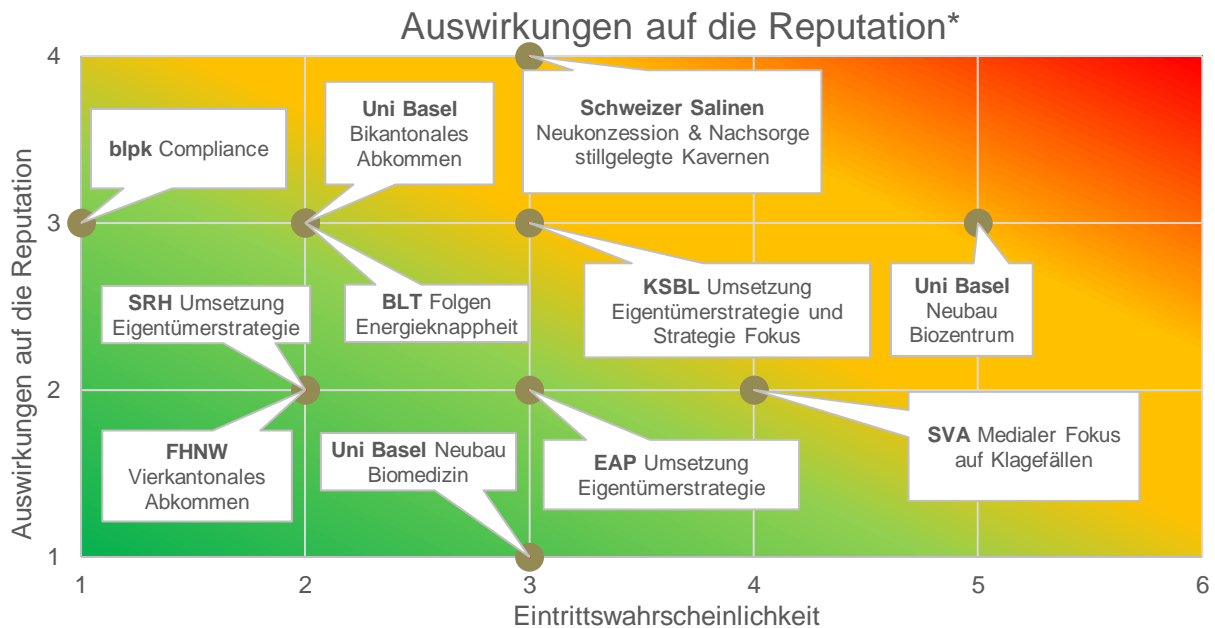 Auswirkungen auf die Reputation*
Auswirkungen auf die Reputation
4
3
2
1
blpk Compliance
Uni Basel
Bikantonales
Abkommen
Schweizer Salinen
Neukonzession & Nachsorge
stillgelegte Kavernen
SRH Umsetzung
Eigentümerstrategie
BLT Folgen
Energieknappheit
KSBL Umsetzung
Eigentümerstrategie und
Strategie Fokus
Uni Basel
Neubau
Biozentrum
FHNW
Vierkantonales
Abkommen
Uni Basel Neubau
Biomedizin
EAP Umsetzung
Eigentümerstrategie
SVA Medialer Fokus
auf Klagefällen
1 2 3 4 5 6
Eintrittswahrscheinlichkeit